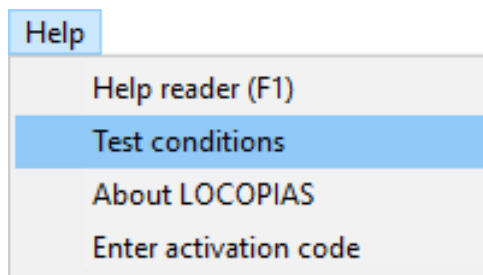 Help
Help reader (F1)
Test conditions
About LOCOPIAS
Enter activation code